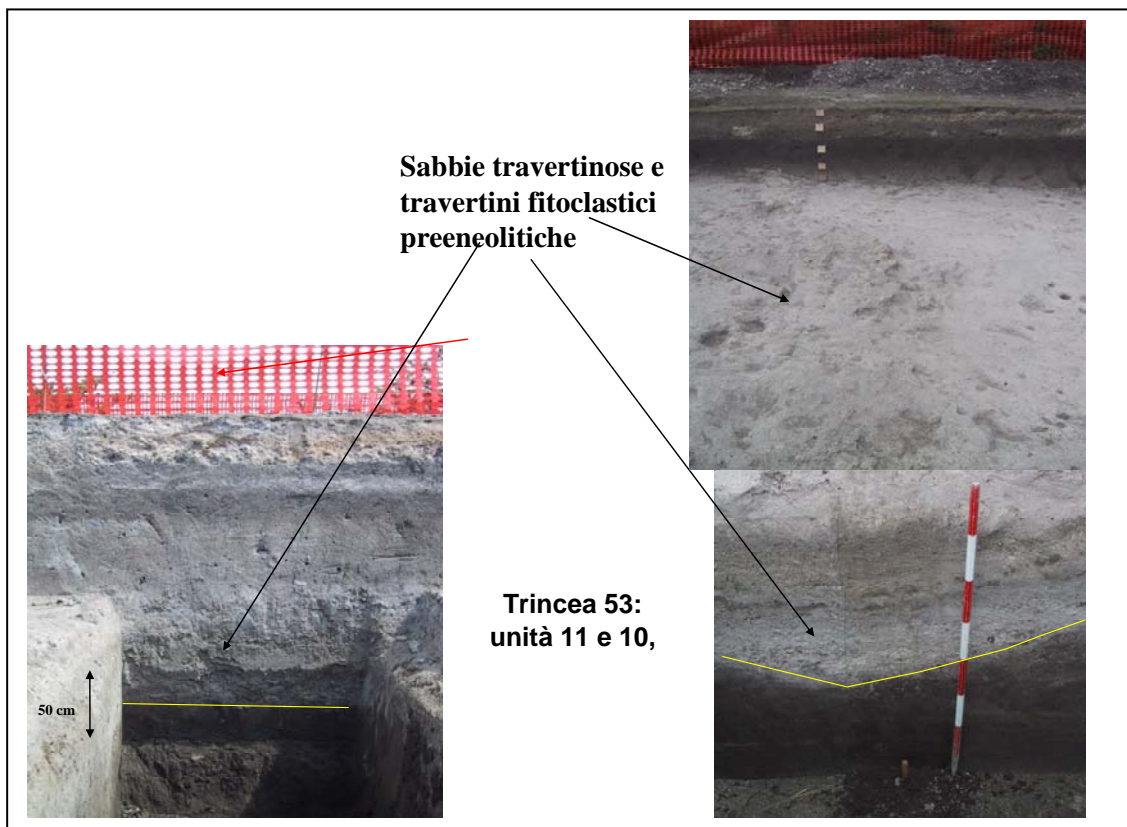 Sabbie travertinose e
travertini fitoclastici
preeneolitiche
Trincea 53:
unità 11 e 10,
50 cm